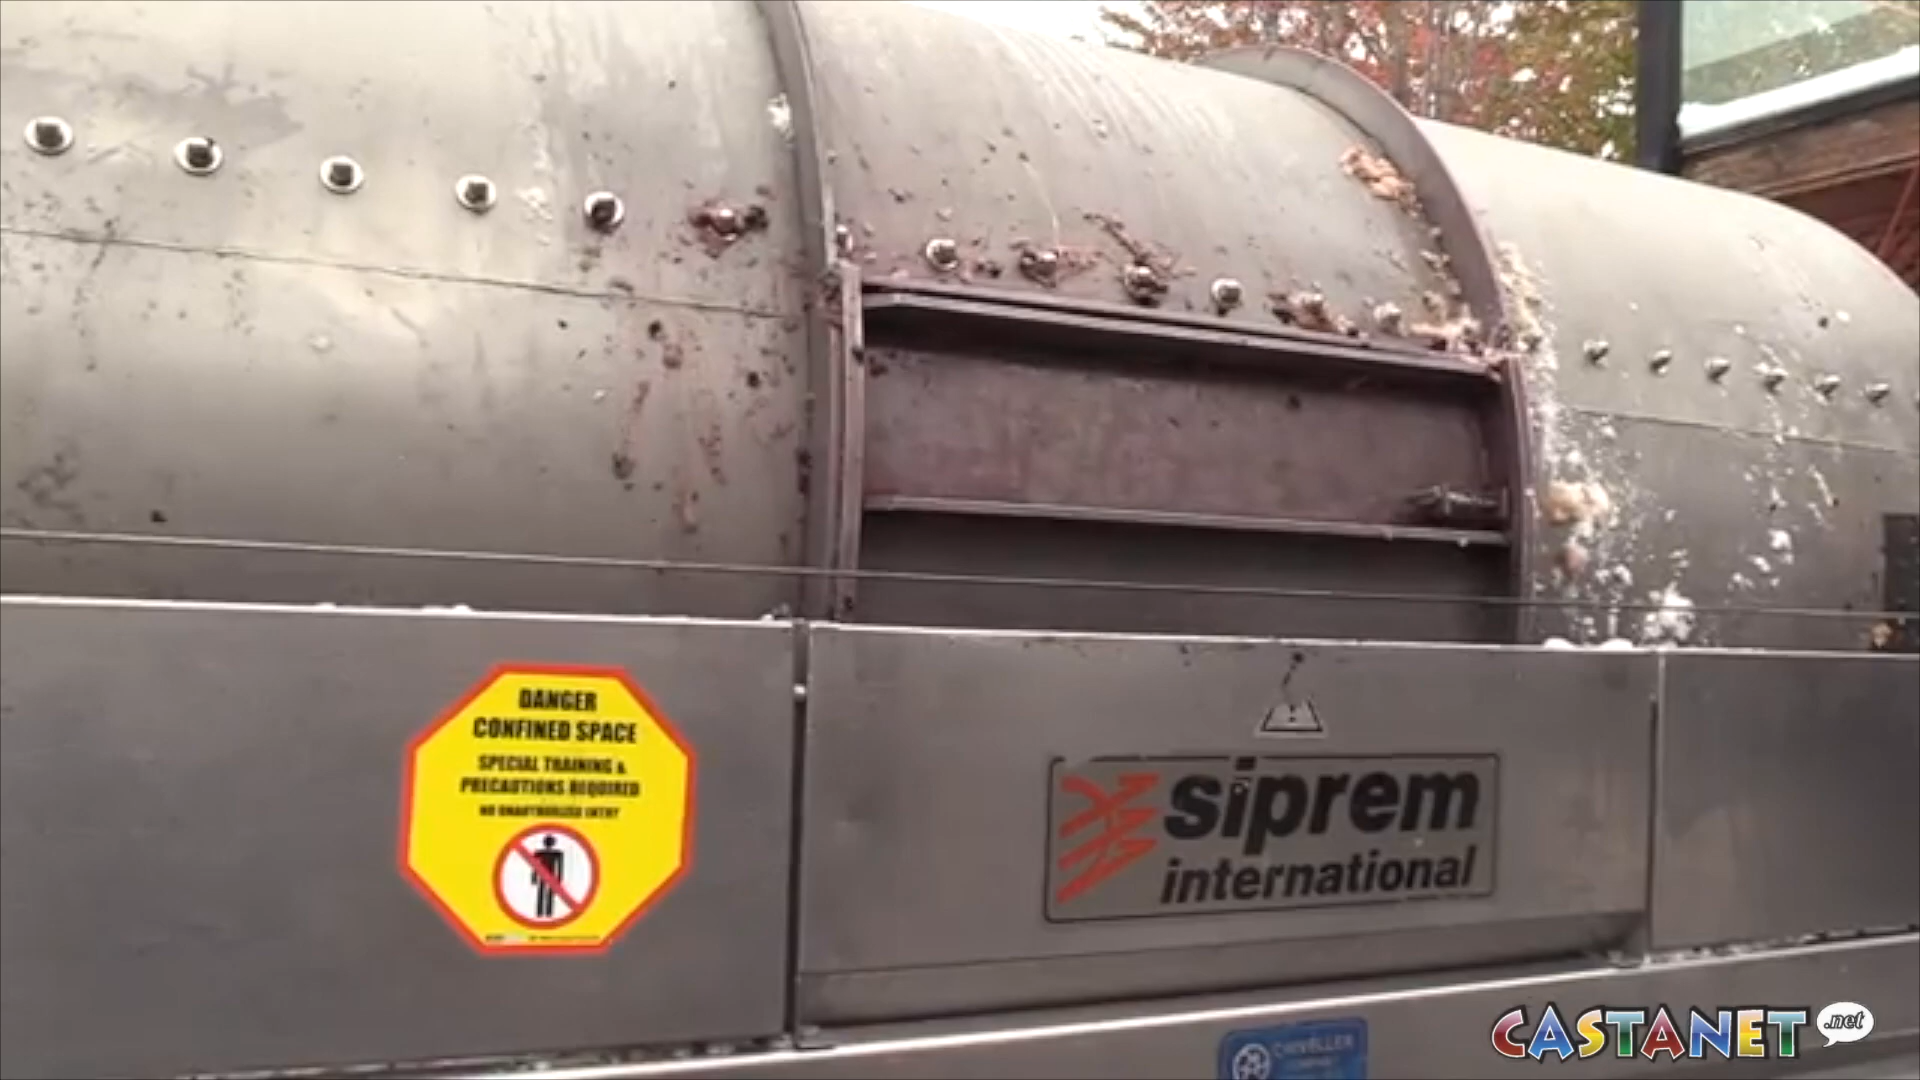 DANGER
CONFINED SPACE
SPECIAL TRAINING &
PRECAUTIONS REQUIRED
NO UNAUTHORIZED ENTRY
siprem
international
CASTANET
.net